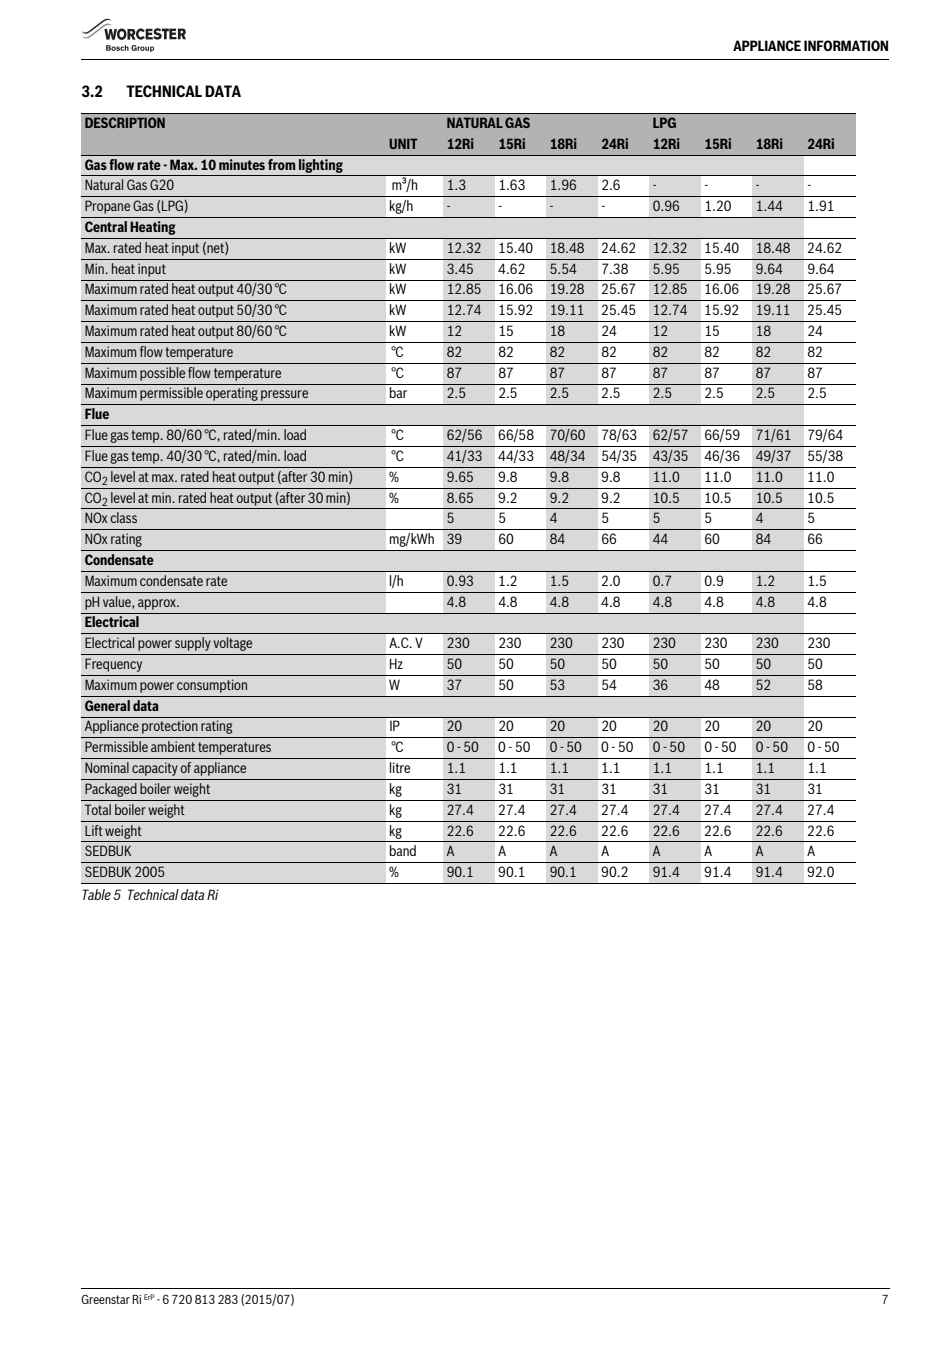 WORCESTER
Bosch Group
APPLIANCE INFORMATION
3.2 TECHNICAL DATA
DESCRIPTION NATURAL GAS LPG
UNIT 12Ri 15Ri 18Ri 24Ri 12Ri 15Ri 18Ri 24Ri
Gas flow rate - Max. 10 minutes from lighting
Natural Gas G20 m³/h 1.3 1.63 1.96 2.6 - - - -
Propane Gas (LPG) kg/h - - - - 0.96 1.20 1.44 1.91
Central Heating
Max. rated heat input (net) kW 12.32 15.40 18.48 24.62 12.32 15.40 18.48 24.62
Min. heat input kW 3.45 4.62 5.54 7.38 5.95 5.95 9.64 9.64
Maximum rated heat output 40/30 °C kW 12.85 16.06 19.28 25.67 12.85 16.06 19.28 25.67
Maximum rated heat output 50/30 °C kW 12.74 15.92 19.11 25.45 12.74 15.92 19.11 25.45
Maximum rated heat output 80/60 °C kW 12 15 18 24 12 15 18 24
Maximum flow temperature °C 82 82 82 82 82 82 82 82
Maximum possible flow temperature °C 87 87 87 87 87 87 87 87
Maximum permissible operating pressure bar 2.5 2.5 2.5 2.5 2.5 2.5 2.5 2.5
Flue
Flue gas temp. 80/60 °C, rated/min. load °C 62/56 66/58 70/60 78/63 62/57 66/59 71/61 79/64
Flue gas temp. 40/30 °C, rated/min. load °C 41/33 44/33 48/34 54/35 43/35 46/36 49/37 55/38
CO₂ level at max. rated heat output (after 30 min) % 9.65 9.8 9.8 9.8 11.0 11.0 11.0 11.0
CO₂ level at min. rated heat output (after 30 min) % 8.65 9.2 9.2 9.2 10.5 10.5 10.5 10.5
NOx class 5 5 4 5 5 5 4 5
NOx rating mg/kWh 39 60 84 66 44 60 84 66
Condensate
Maximum condensate rate l/h 0.93 1.2 1.5 2.0 0.7 0.9 1.2 1.5
pH value, approx. 4.8 4.8 4.8 4.8 4.8 4.8 4.8 4.8
Electrical
Electrical power supply voltage A.C. V 230 230 230 230 230 230 230 230
Frequency Hz 50 50 50 50 50 50 50 50
Maximum power consumption W 37 50 53 54 36 48 52 58
General data
Appliance protection rating IP 20 20 20 20 20 20 20 20
Permissible ambient temperatures °C 0 - 50 0 - 50 0 - 50 0 - 50 0 - 50 0 - 50 0 - 50 0 - 50
Nominal capacity of appliance litre 1.1 1.1 1.1 1.1 1.1 1.1 1.1 1.1
Packaged boiler weight kg 31 31 31 31 31 31 31 31
Total boiler weight kg 27.4 27.4 27.4 27.4 27.4 27.4 27.4 27.4
Lift weight kg 22.6 22.6 22.6 22.6 22.6 22.6 22.6 22.6
SEDBUK band A A A A A A A A
SEDBUK 2005 % 90.1 90.1 90.1 90.2 91.4 91.4 91.4 92.0
Table 5 Technical data Ri
Greenstar Ri ErP - 6 720 813 283 (2015/07) 7